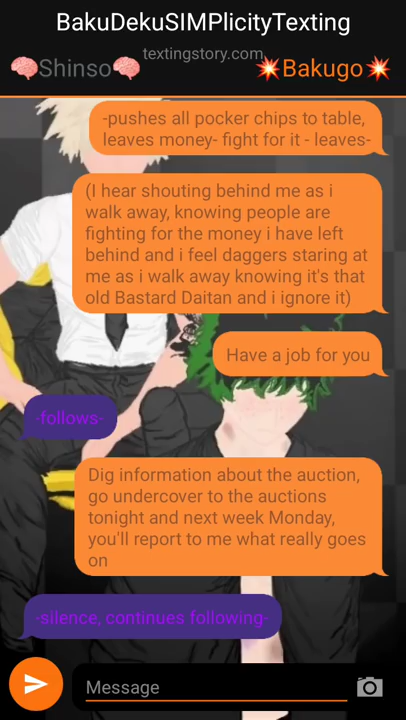 BakuDekuSIMPlicityTexting
textingstory.com
🧠Shinso🧠
💥Bakugo💥
-pushes all pocker chips to table,
leaves money- fight for it - leaves-
(I hear shouting behind me as i
walk away, knowing people are
fighting for the money i have left
behind and i feel daggers staring at
me as i walk away knowing it's that
old Bastard Daitan and i ignore it)
Have a job for you
-follows-
Dig information about the auction,
go undercover to the auctions
tonight and next week Monday,
you'll report to me what really goes
on
-silence, continues following-
Message